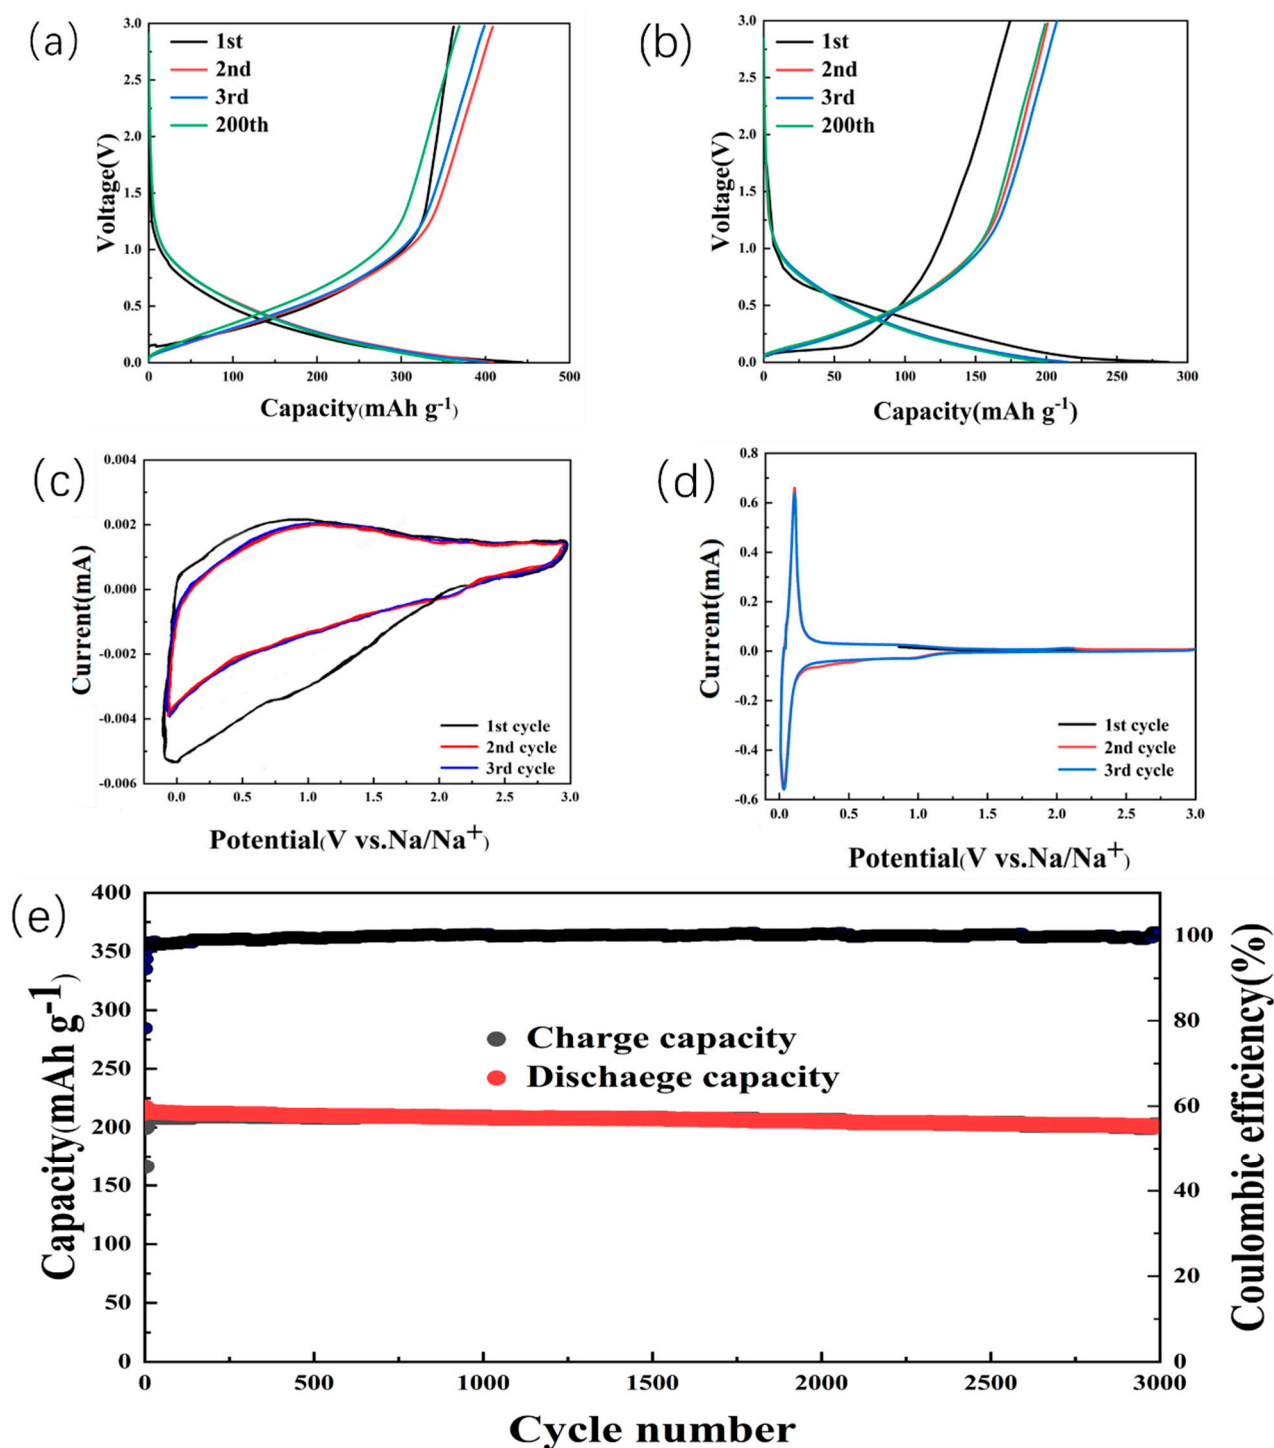 (a)
3.0
2.5
2.0
1.5
1.0
0.5
0.0
Voltage(V)
1st
2nd
3rd
200th
0 100 200 300 400 500
Capacity(mAh g-1)
(b)
3.0
2.5
2.0
1.5
1.0
0.5
0.0
Voltage(V)
1st
2nd
3rd
200th
0 50 100 150 200 250 300
Capacity(mAh g-1)
(c)
0.004
0.002
0.000
-0.002
-0.004
-0.006
Current(mA)
1st cycle
2nd cycle
3rd cycle
0.0 0.5 1.0 1.5 2.0 2.5 3.0
Potential(V vs.Na/Na+)
(d)
0.8
0.6
0.4
0.2
0.0
-0.2
-0.4
-0.6
Current(mA)
1st cycle
2nd cycle
3rd cycle
0.0 0.5 1.0 1.5 2.0 2.5 3.0
Potential(V vs.Na/Na+)
(e)
400
350
300
250
200
150
100
50
0
Capacity(mAh g-1)
Charge capacity
Dischaege capacity
100
80
60
40
20
0
Coulombic efficiency(%)
0 500 1000 1500 2000 2500 3000
Cycle number